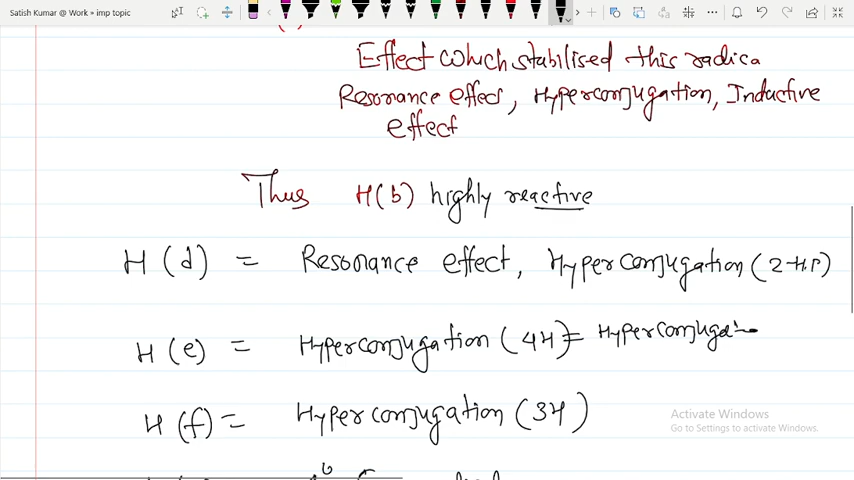 Satish Kumar @ Work » imp topic
Effect which stabilised this radica
Resonance effect, Hyperconjugation, Inductive
effect
Thus H(b) highly reactive
H(d) = Resonance effect, Hyperconjugation (2-H)
H(e) = Hyperconjugation (4H) = Hyperconjuga
H(f) = Hyperconjugation (3H)
Activate Windows
Go to Settings to activate Windows.